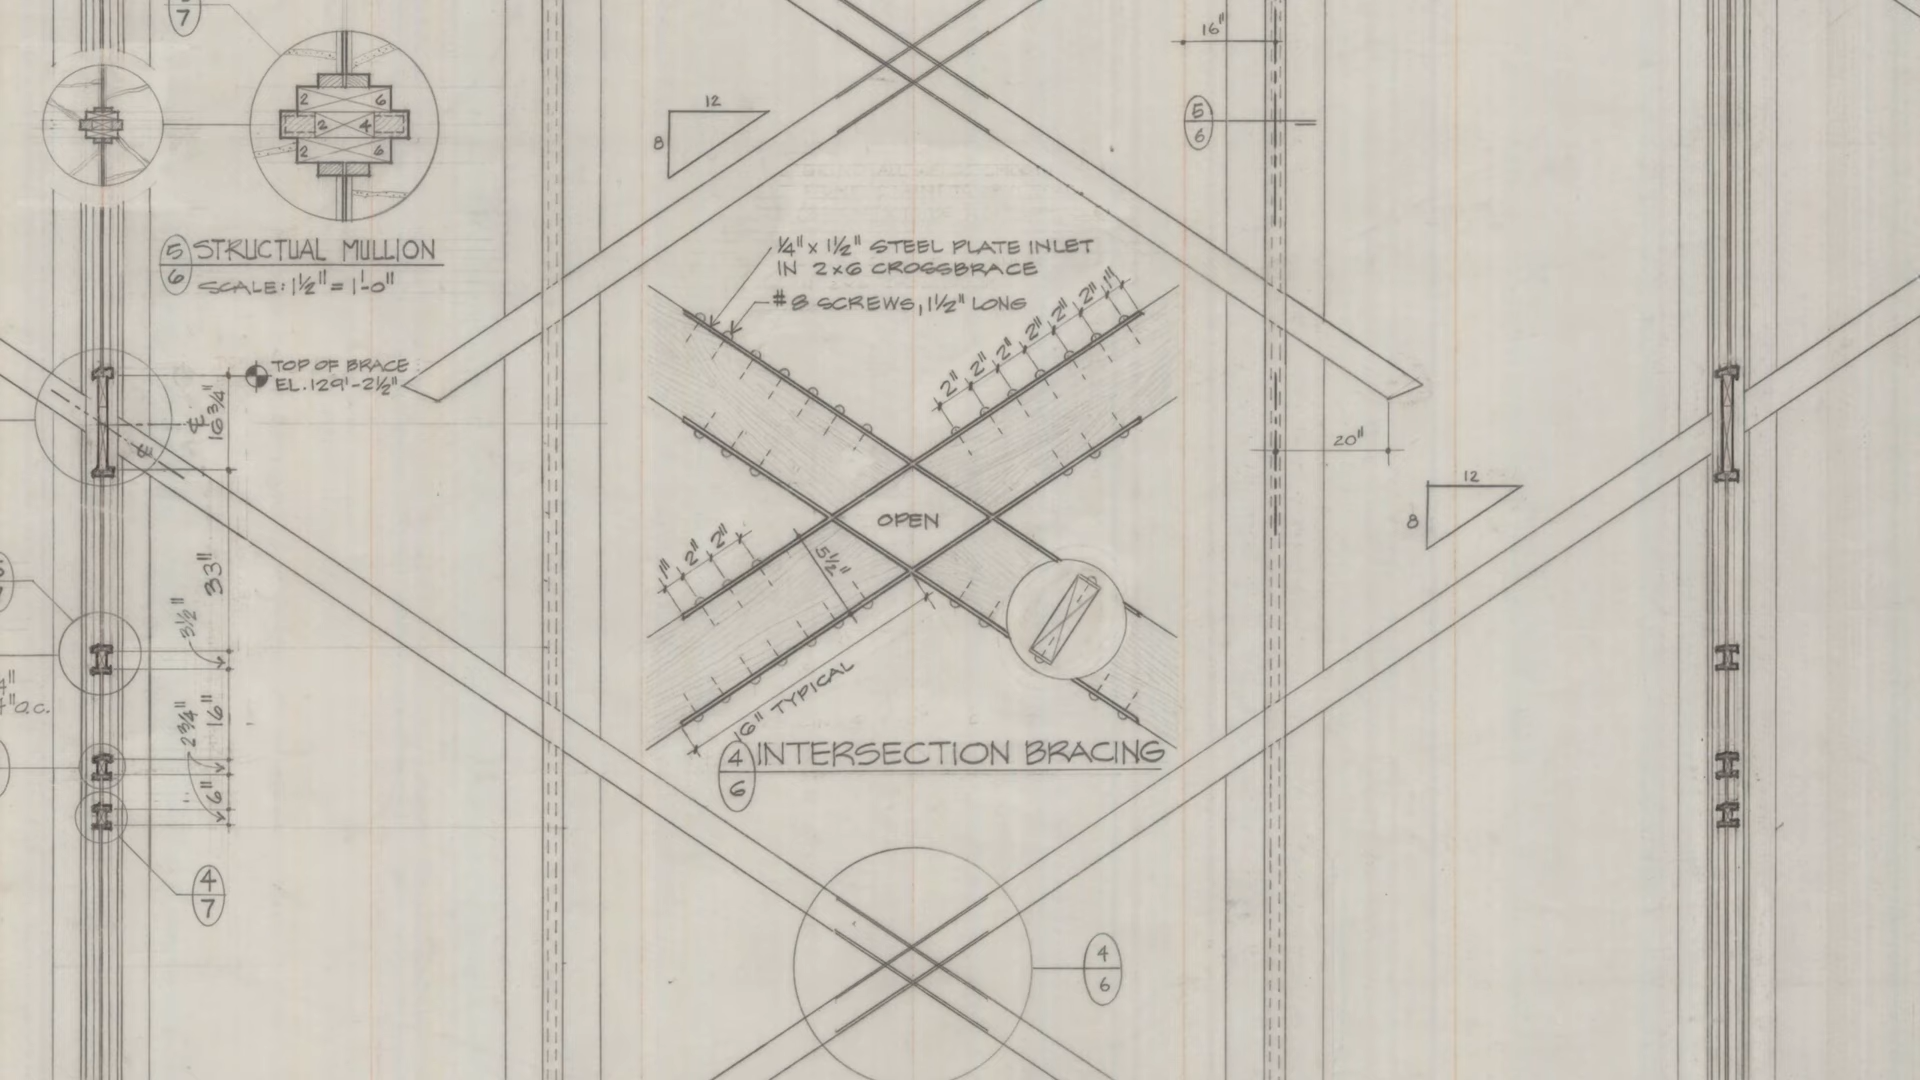 7
2 6
2 4
2 6
5
6
STRUCTUAL MULLION
SCALE: 1½" = 1'-0"
12
8
16"
5
6
¼" x 1½" STEEL PLATE INLET
IN 2x6 CROSSBRACE
#8 SCREWS, 1½" LONG
2" 2" 2" 2" 2" 2" 1"
TOP OF BRACE
EL. 129'-2½"
16¾"
℄
℄
20"
12
8
OPEN
1" 2" 2"
5½"
33"
3½"
16"
2¾"
6"
"O.C.
16" TYPICAL
4
6
INTERSECTION BRACING
4
7
4
6